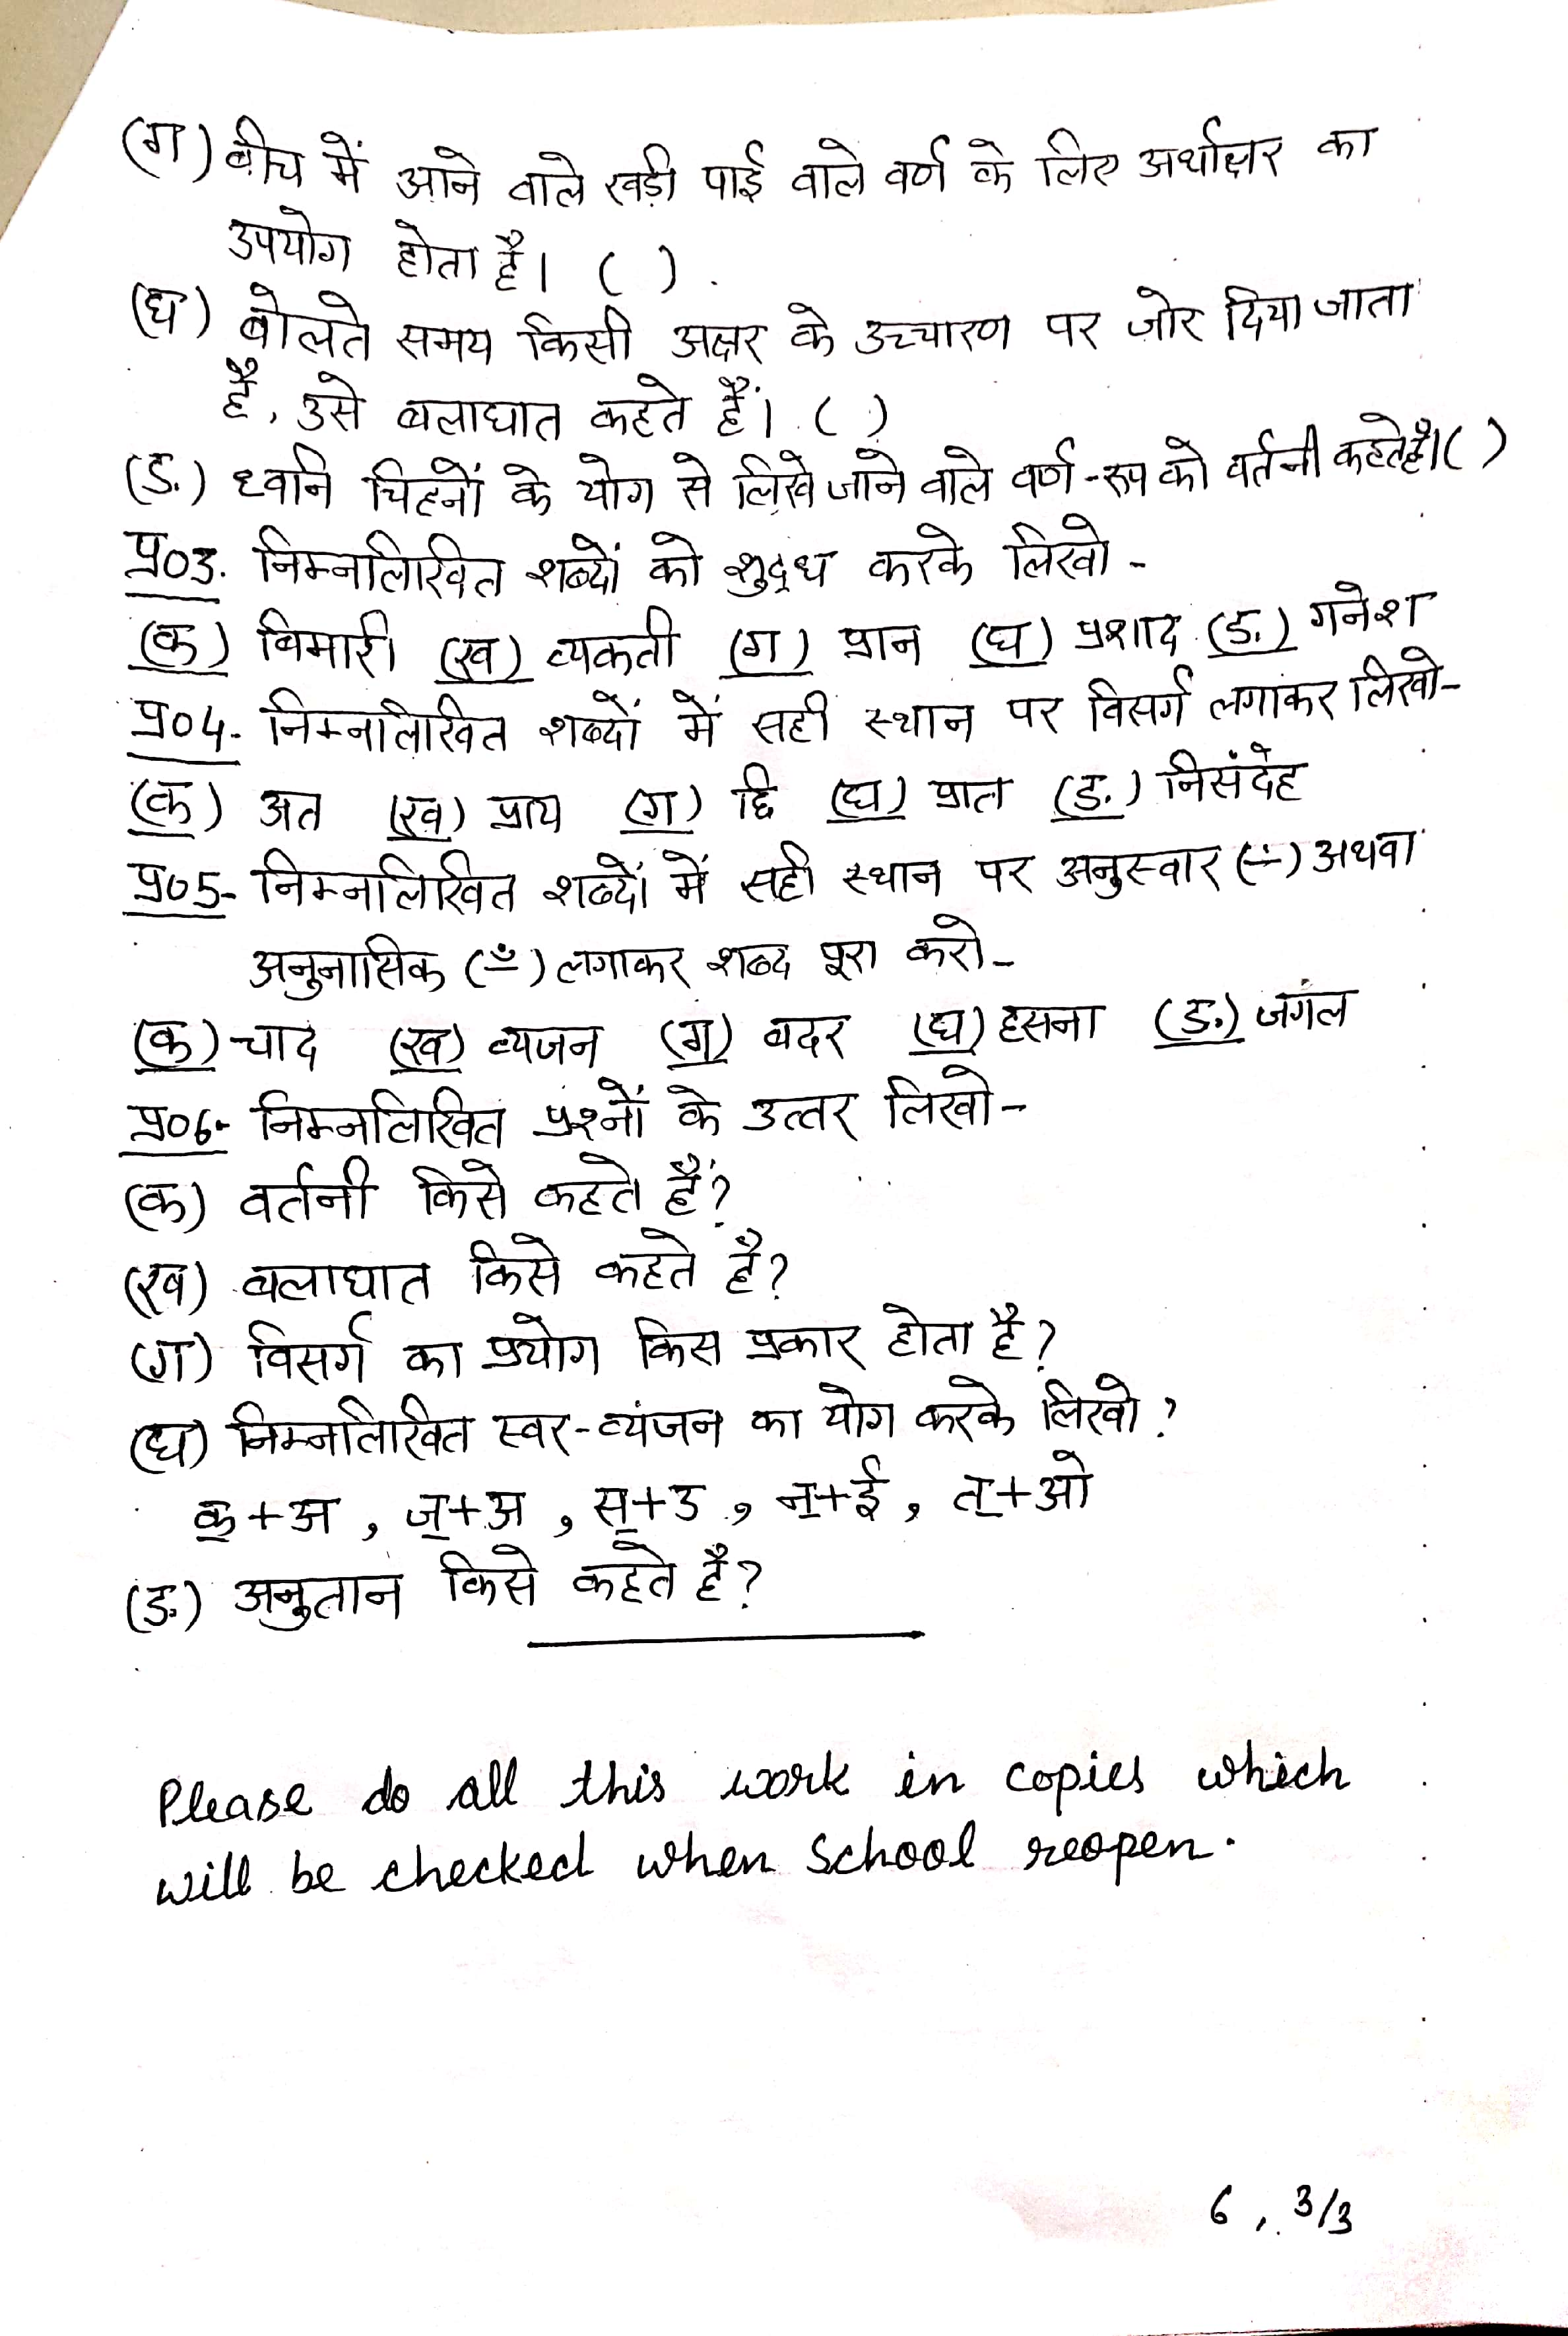 (ग) बीच में आने वाले खड़ी पाई वाले वर्ण के लिए अर्धाक्षर का
उपयोग होता है। ( ) .
(घ) बोलते समय किसी अक्षर के उच्चारण पर जोर दिया जाता
है, उसे बलाघात कहते हैं। ( )
(ड.) ध्वनि चिह्नों के योग से लिखे जाने वाले वर्ण-रूप को वर्तनी कहते हैं। ( )
प्र03. निम्नलिखित शब्दों को शुद्ध करके लिखो -
(क) बिमारी (ख) व्यकती (ग) प्रान (घ) प्रशाद (ड.) गनेश
प्र04- निम्नलिखित शब्दों में सही स्थान पर विसर्ग लगाकर लिखो-
(क) अत (ख) प्राय (ग) छि (घ) प्रात (ड.) निसंदेह
प्र05- निम्नलिखित शब्दों में सही स्थान पर अनुस्वार (-ं) अथवा
अनुनासिक (-ँ) लगाकर शब्द पूरा करो-
(क) चाद (ख) व्यजन (ग) बदर (घ) हसना (ड.) जगंल
प्र06- निम्नलिखित प्रश्नों के उत्तर लिखो-
(क) वर्तनी किसे कहते हैं?
(ख) बलाघात किसे कहते है?
(ग) विसर्ग का प्रयोग किस प्रकार होता है?
(घ) निम्नलिखित स्वर-व्यंजन का योग करके लिखो?
क्+अ, ज्+अ, स्+उ, न्+ई, त्+ओ
(ड.) अनुतान किसे कहते है?
Please do all this work in copies which
will be checked when School reopen.
6, 3/3